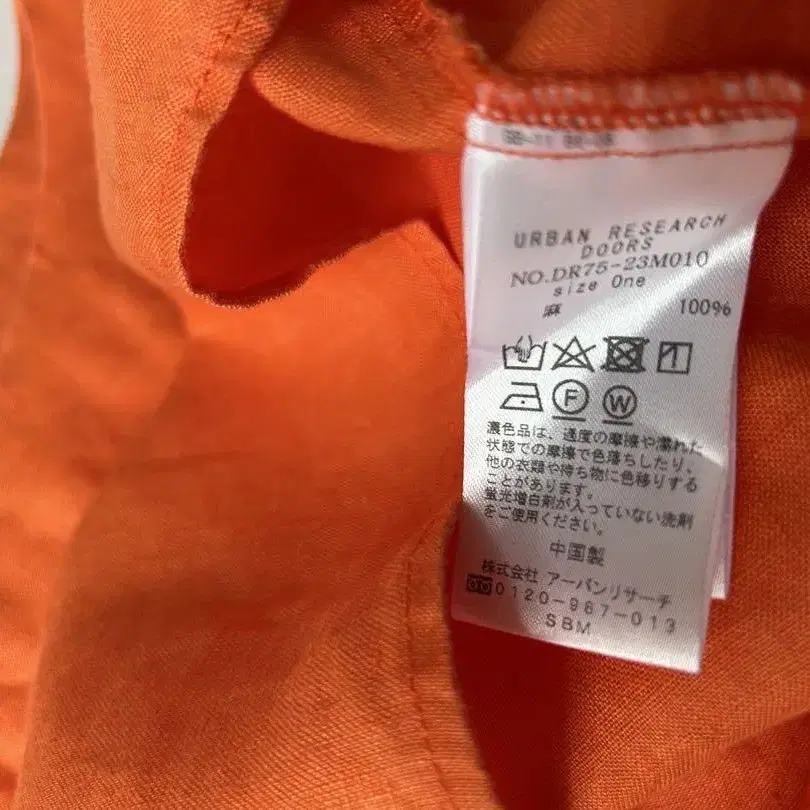 URBAN RESEARCH
DOORS
NO.DR75-23M010
size One
麻 100%
F W
濃色品は、過度の摩擦や濡れた
状態での摩擦で色落ちしたり、
他の衣類や持ち物に色移りする
ことがあります。
蛍光増白剤が入っていない洗剤
をご使用ください。
中国製
株式会社 アーバンリサーチ
0120-987-013
SBM